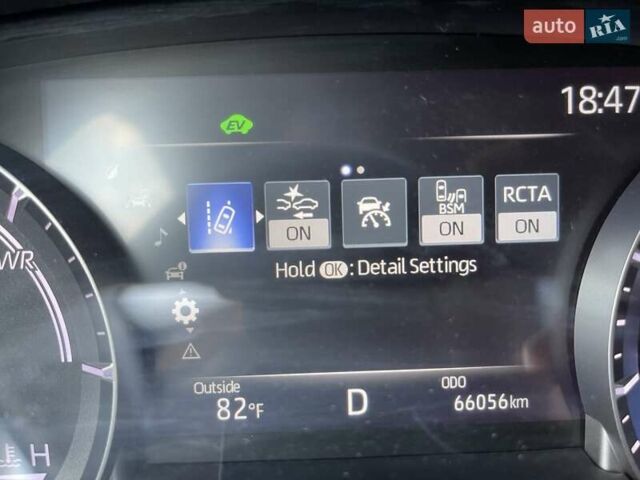 auto RIA.com
18:47
EV
WR
ON
BSM
ON
RCTA
ON
Hold OK : Detail Settings
Outside
82°F
D
ODO
66056km
H